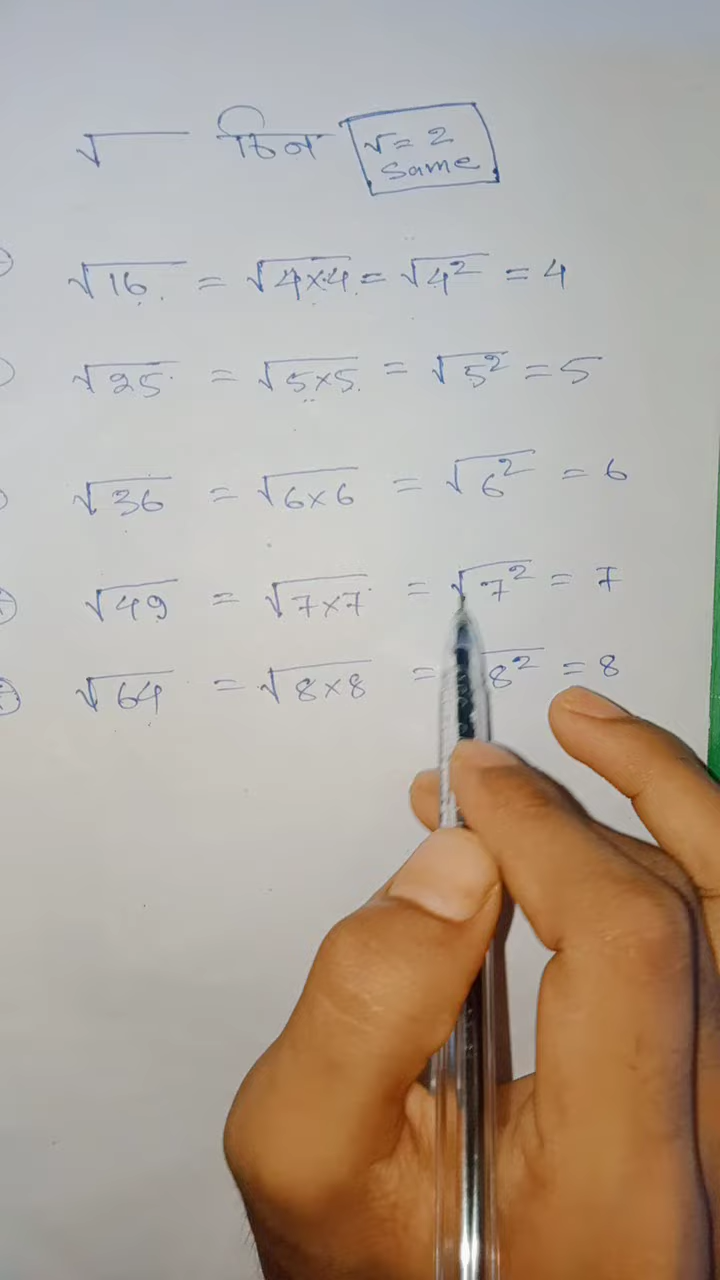 √ চিহ্ন √= 2 Same
√16 = √4×4 = √4² = 4
√25 = √5×5 = √5² = 5
√36 = √6×6 = √6² = 6
√49 = √7×7 = √7² = 7
√64 = √8×8 = 8² = 8